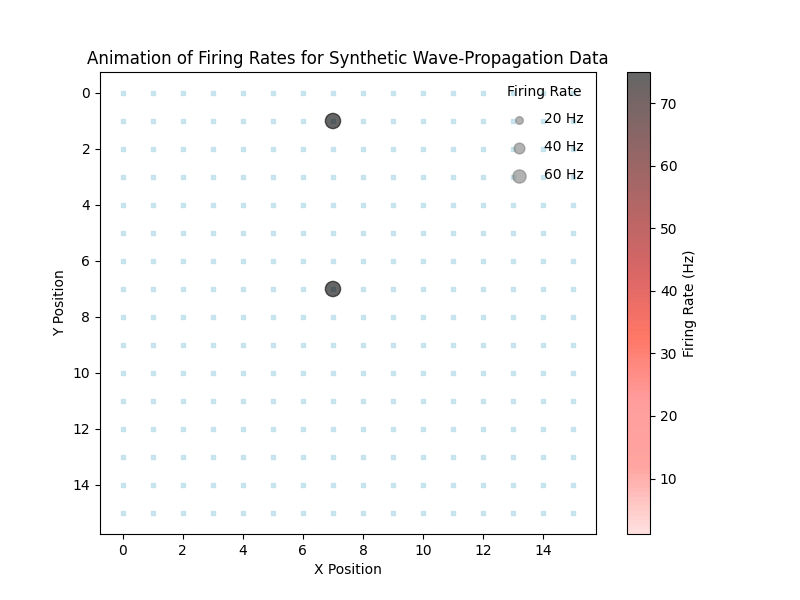 Animation of Firing Rates for Synthetic Wave-Propagation Data
Firing Rate
20 Hz
40 Hz
60 Hz
0
2
4
6
8
10
12
14
Y Position
0 2 4 6 8 10 12 14
X Position
70
60
50
40
30
20
10
Firing Rate (Hz)